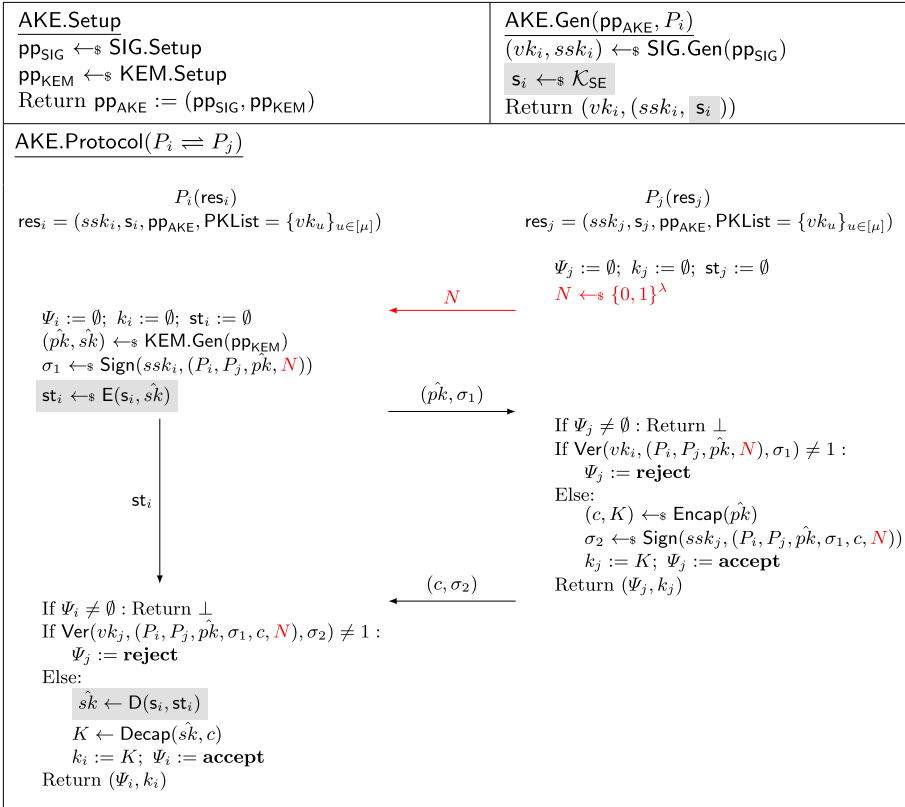 AKE.Setup
pp_SIG ←$ SIG.Setup
pp_KEM ←$ KEM.Setup
Return pp_AKE := (pp_SIG, pp_KEM)
AKE.Gen(pp_AKE, P_i)
(vk_i, ssk_i) ←$ SIG.Gen(pp_SIG)
s_i ←$ 𝒦_SE
Return (vk_i, (ssk_i, s_i))
AKE.Protocol(P_i ⇌ P_j)
P_i(res_i)
res_i = (ssk_i, s_i, pp_AKE, PKList = {vk_u}_{u∈[μ]})
P_j(res_j)
res_j = (ssk_j, s_j, pp_AKE, PKList = {vk_u}_{u∈[μ]})
Ψ_j := ∅; k_j := ∅; st_j := ∅
N ←$ {0, 1}^λ
N
Ψ_i := ∅; k_i := ∅; st_i := ∅
(p̂k, ŝk) ←$ KEM.Gen(pp_KEM)
σ_1 ←$ Sign(ssk_i, (P_i, P_j, p̂k, N))
st_i ←$ E(s_i, ŝk)
(p̂k, σ_1)
If Ψ_j ≠ ∅ : Return ⊥
If Ver(vk_i, (P_i, P_j, p̂k, N), σ_1) ≠ 1 :
Ψ_j := reject
Else:
(c, K) ←$ Encap(p̂k)
σ_2 ←$ Sign(ssk_j, (P_i, P_j, p̂k, σ_1, c, N))
k_j := K; Ψ_j := accept
Return (Ψ_j, k_j)
st_i
(c, σ_2)
If Ψ_i ≠ ∅ : Return ⊥
If Ver(vk_j, (P_i, P_j, p̂k, σ_1, c, N), σ_2) ≠ 1 :
Ψ_j := reject
Else:
ŝk ← D(s_i, st_i)
K ← Decap(ŝk, c)
k_i := K; Ψ_i := accept
Return (Ψ_i, k_i)